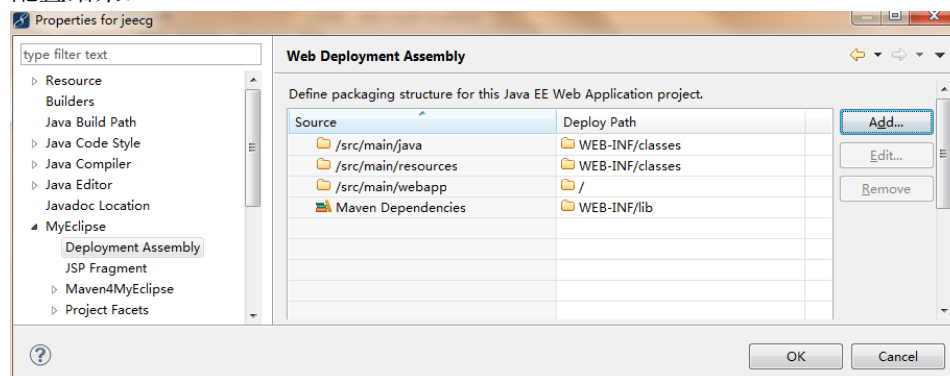 Properties for jeecg
type filter text
Resource
Builders
Java Build Path
Java Code Style
Java Compiler
Java Editor
Javadoc Location
MyEclipse
Deployment Assembly
JSP Fragment
Maven4MyEclipse
Project Facets
Web Deployment Assembly
Define packaging structure for this Java EE Web Application project.
Source Deploy Path
/src/main/java WEB-INF/classes
/src/main/resources WEB-INF/classes
/src/main/webapp /
Maven Dependencies WEB-INF/lib
Add...
Edit...
Remove
OK Cancel